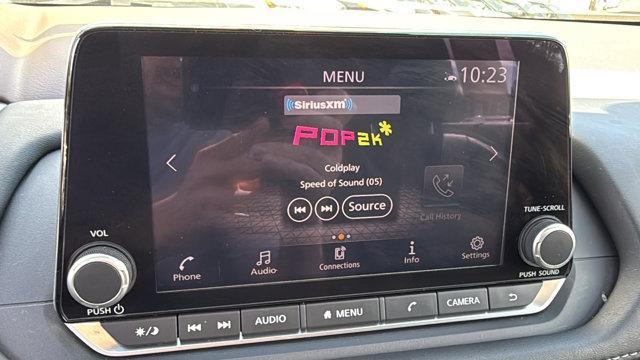 MENU
10:23
SiriusXm
POP2K
Coldplay
Speed of Sound (05)
Source
Call History
Phone
Audio
Connections
Info
Settings
VOL
PUSH
TUNE·SCROLL
PUSH SOUND
AUDIO
MENU
CAMERA